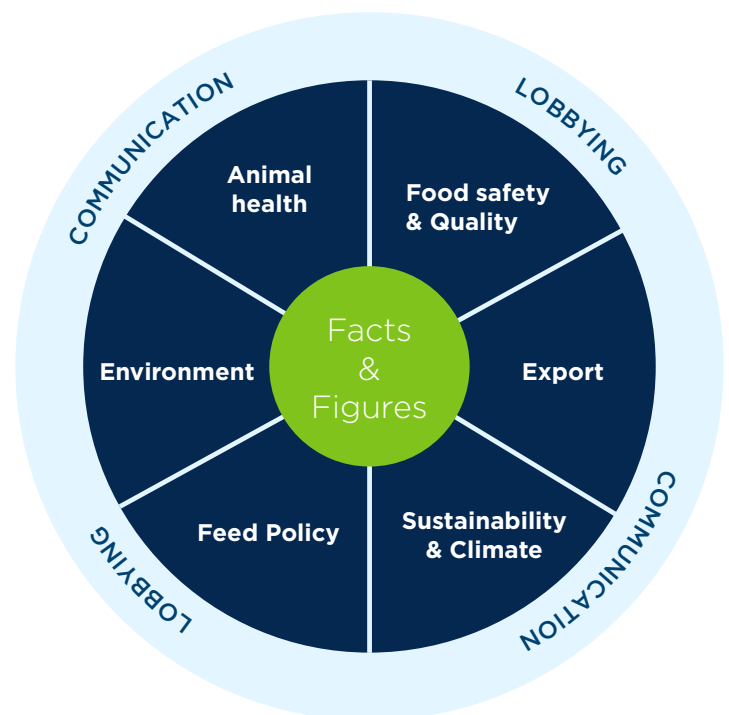 COMMUNICATION
LOBBYING
Animal
health
Food safety
& Quality
Facts
&
Figures
Environment
Export
Feed Policy
Sustainability
& Climate
LOBBYING
COMMUNICATION